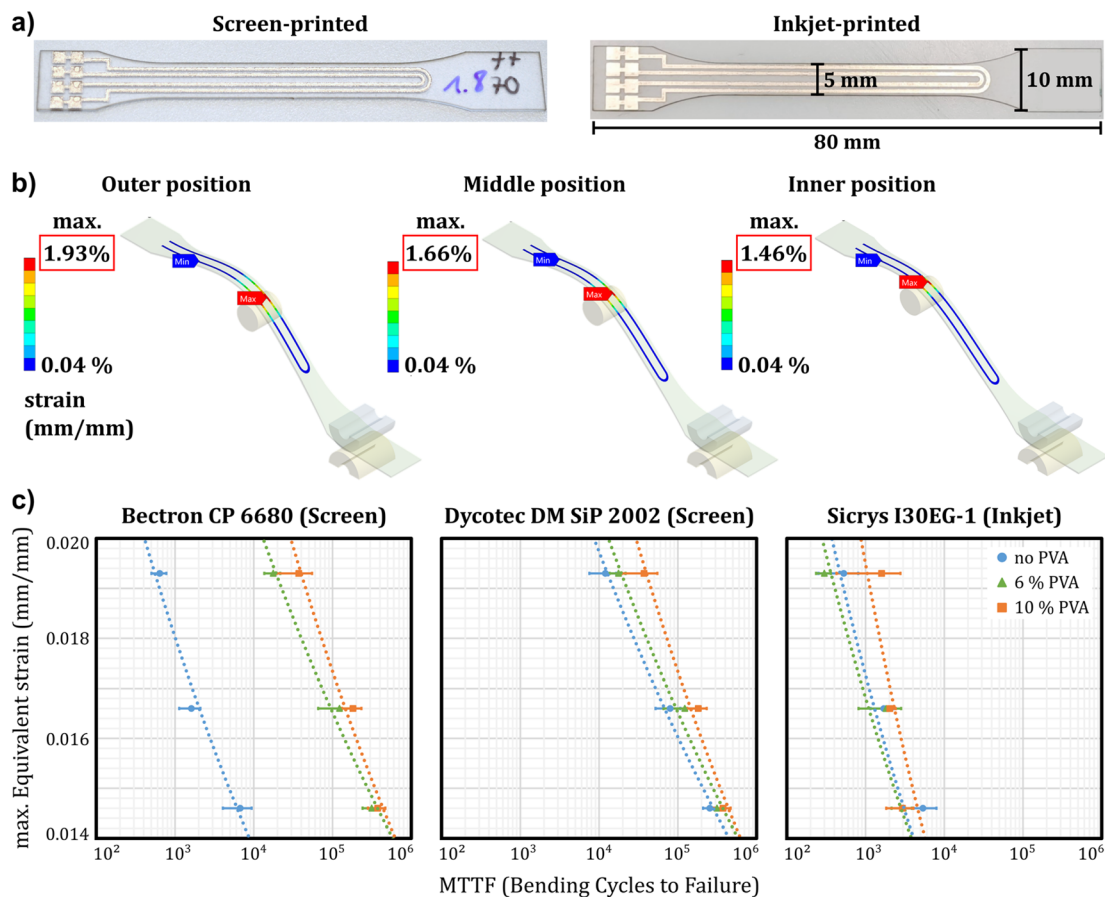 a)
Screen-printed
Inkjet-printed
1.8
77
70
5 mm
10 mm
80 mm
b)
Outer position
Middle position
Inner position
max.
1.93%
Min
Max
0.04 %
strain
(mm/mm)
max.
1.66%
Min
Max
0.04 %
max.
1.46%
Min
Max
0.04 %
c)
Bectron CP 6680 (Screen)
Dycotec DM SiP 2002 (Screen)
Sicrys I30EG-1 (Inkjet)
max. Equivalent strain (mm/mm)
0.020
0.018
0.016
0.014
no PVA
6 % PVA
10 % PVA
10² 10³ 10⁴ 10⁵ 10⁶
10² 10³ 10⁴ 10⁵ 10⁶
10² 10³ 10⁴ 10⁵ 10⁶
MTTF (Bending Cycles to Failure)